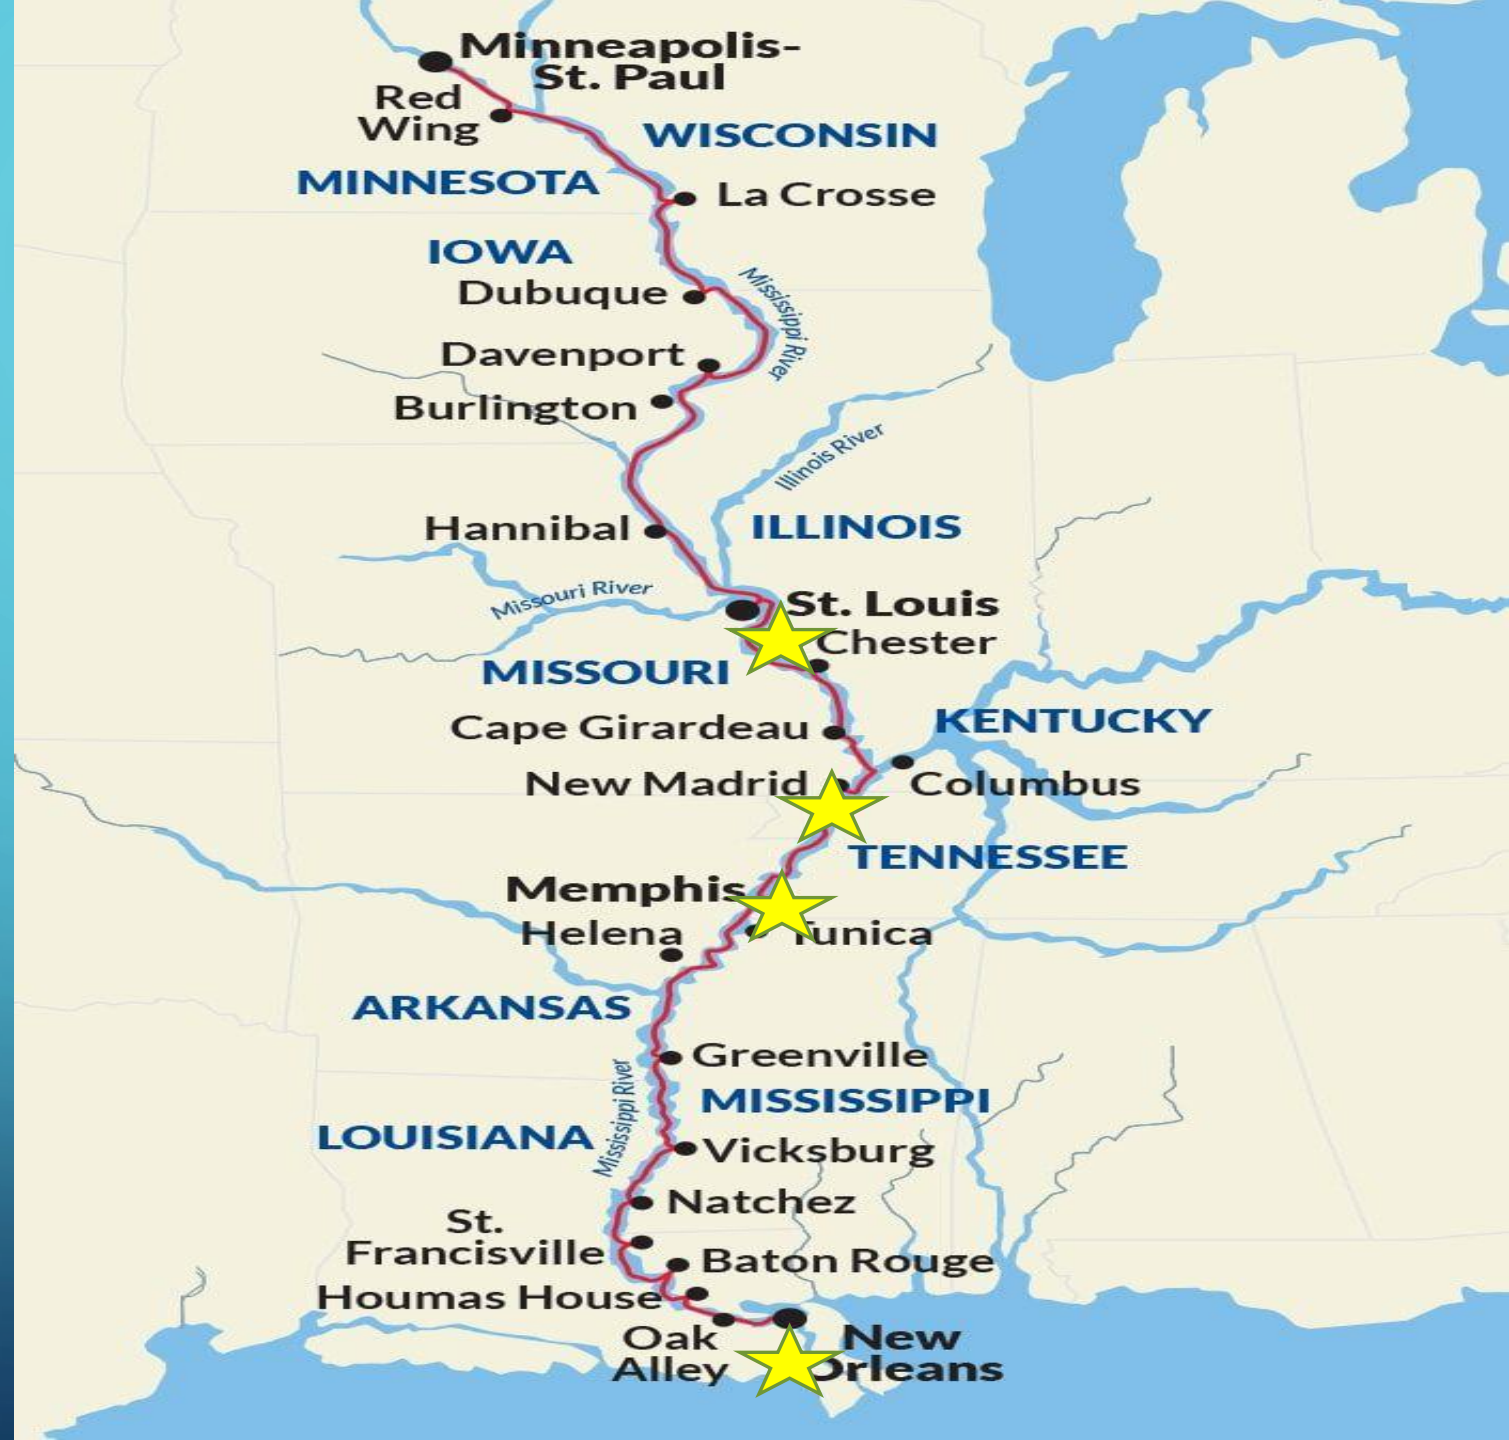 Minneapolis-
St. Paul
Red
Wing
WISCONSIN
MINNESOTA
La Crosse
IOWA
Dubuque
Mississippi River
Davenport
Burlington
Illinois River
Hannibal
ILLINOIS
Missouri River
St. Louis
Chester
MISSOURI
KENTUCKY
Cape Girardeau
New Madrid
Columbus
TENNESSEE
Memphis
Helena
Tunica
ARKANSAS
Greenville
Mississippi River
MISSISSIPPI
LOUISIANA
Vicksburg
Natchez
St.
Francisville
Baton Rouge
Houmas House
Oak
Alley
New
Orleans